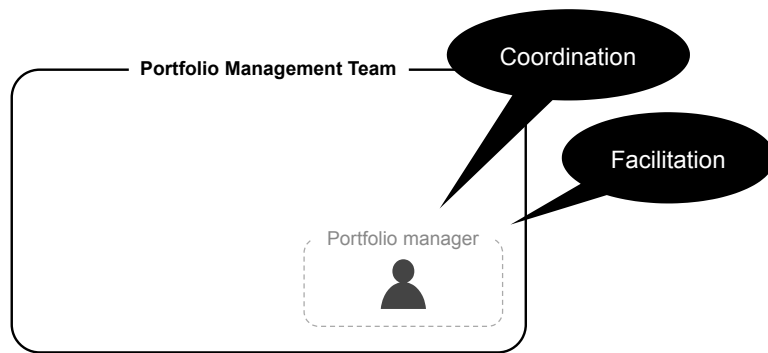 Coordination
Portfolio Management Team
Facilitation
Portfolio manager